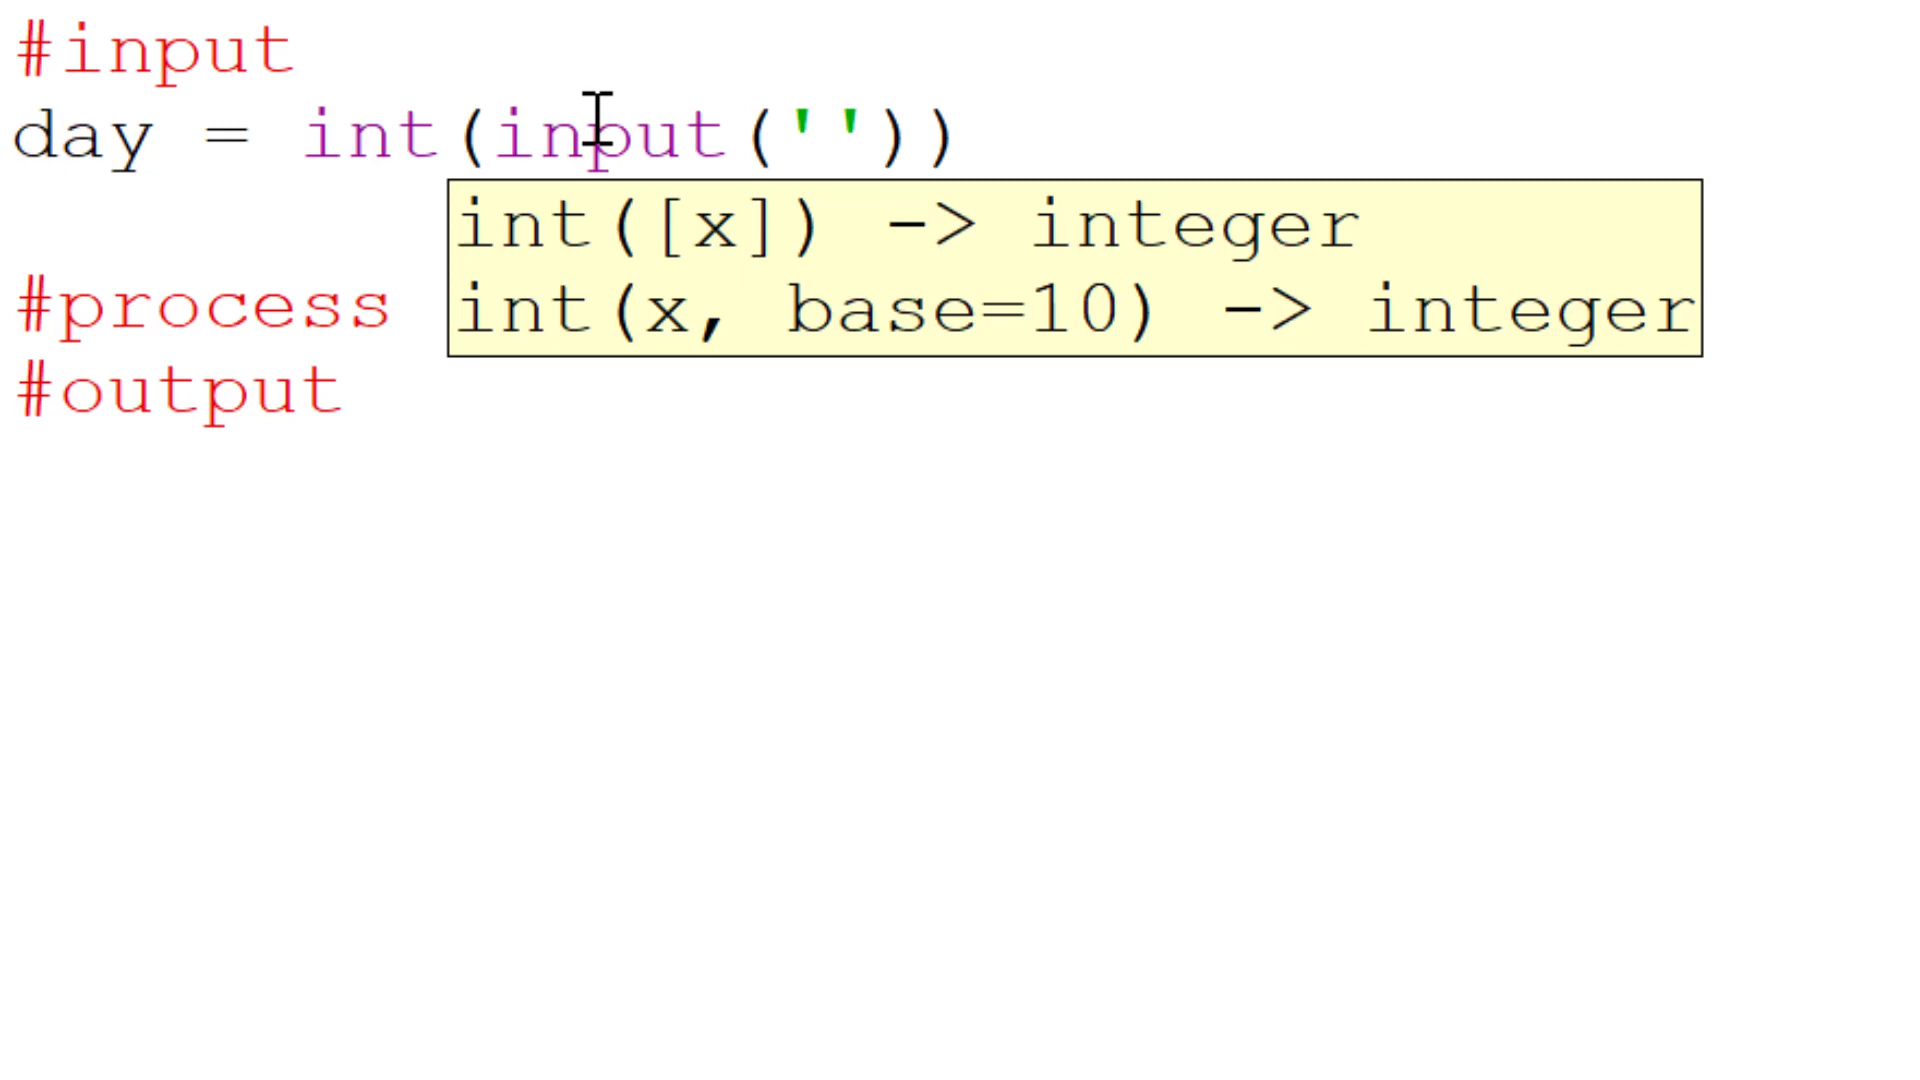 #input
day = int(input(''))
int([x]) -> integer
int(x, base=10) -> integer
#process
#output